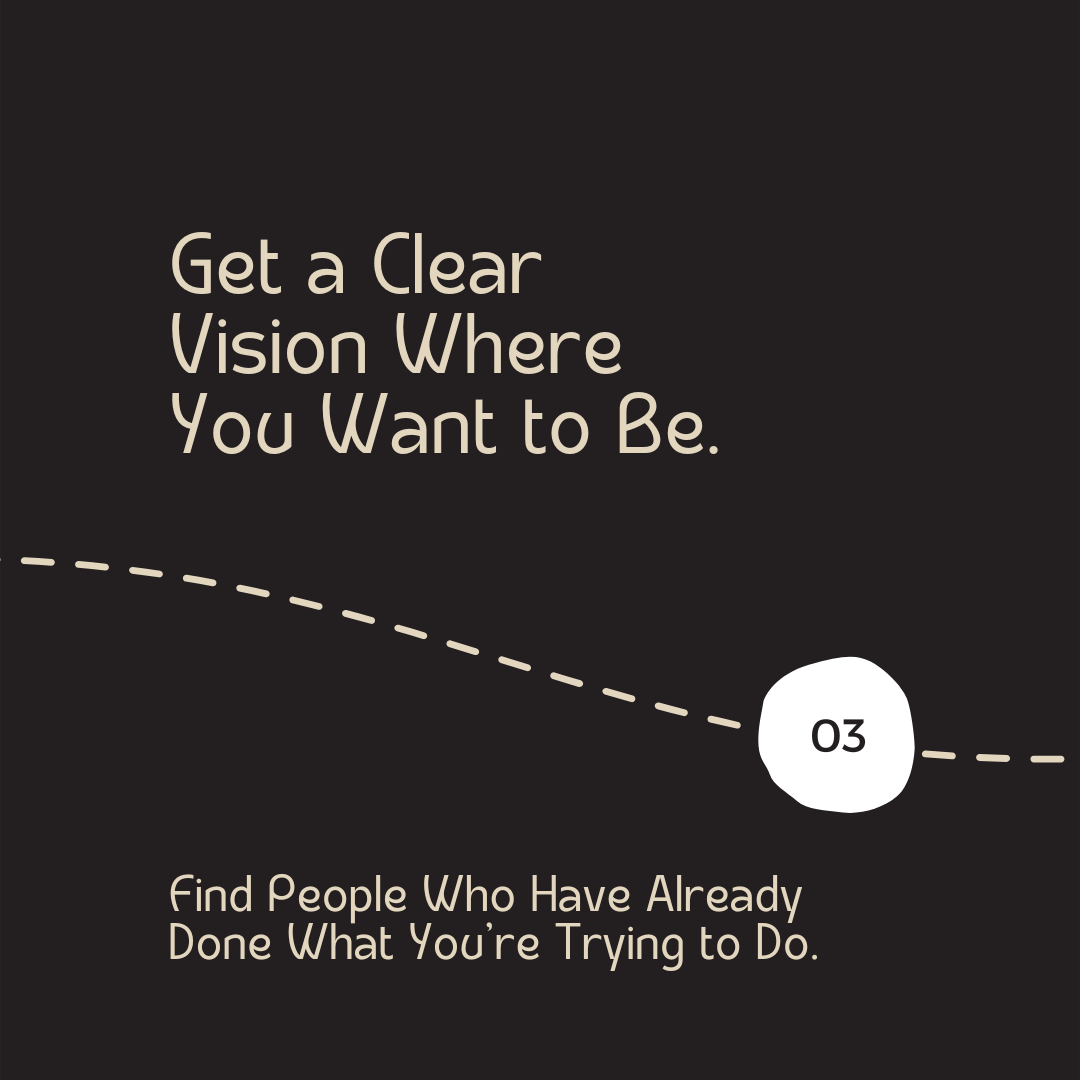 Get a Clear
Vision Where
You Want to Be.
03
Find People Who Have Already
Done What You’re Trying to Do.